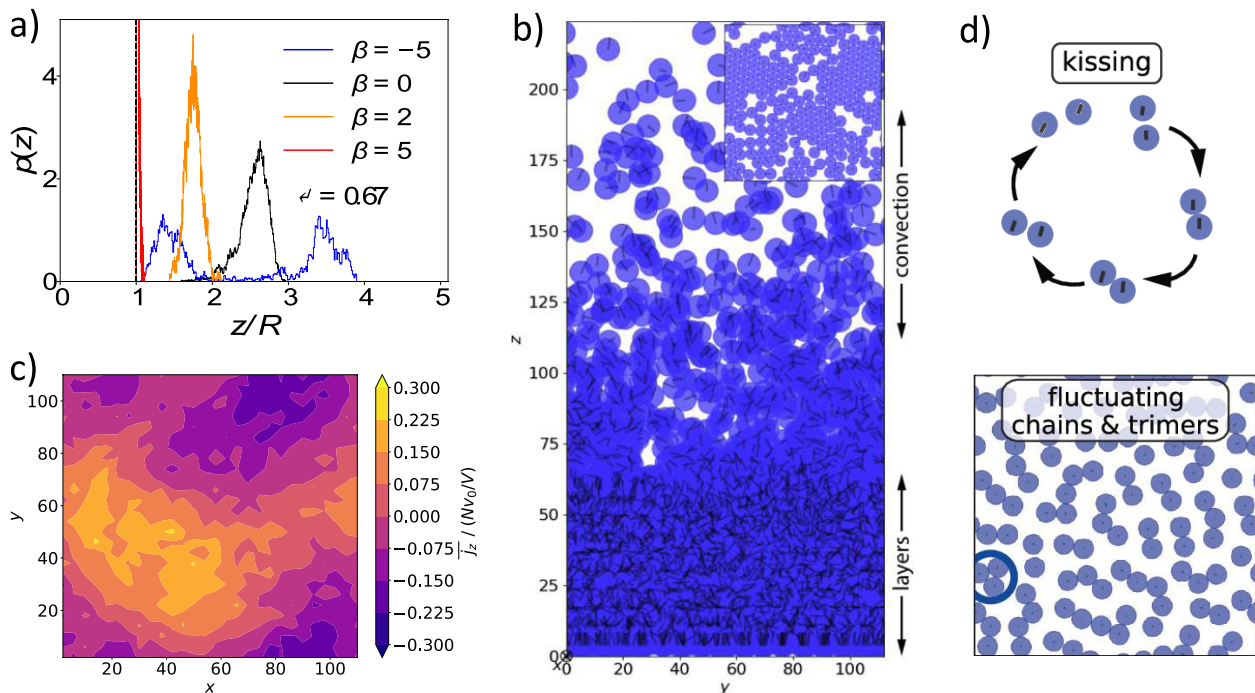 a)
p(z)
4
2
0
β = −5
β = 0
β = 2
β = 5
= 0.67
0 1 2 3 4 5
z/R
b)
z
200
175
150
125
100
75
50
25
0
x 0 20 40 60 80 100
y
convection
layers
c)
y
100
80
60
40
20
20 40 60 80 100
x
0.300
0.225
0.150
0.075
0.000
−0.075
−0.150
−0.225
−0.300
j_z / (Nv₀/V)
d)
kissing
fluctuating
chains & trimers